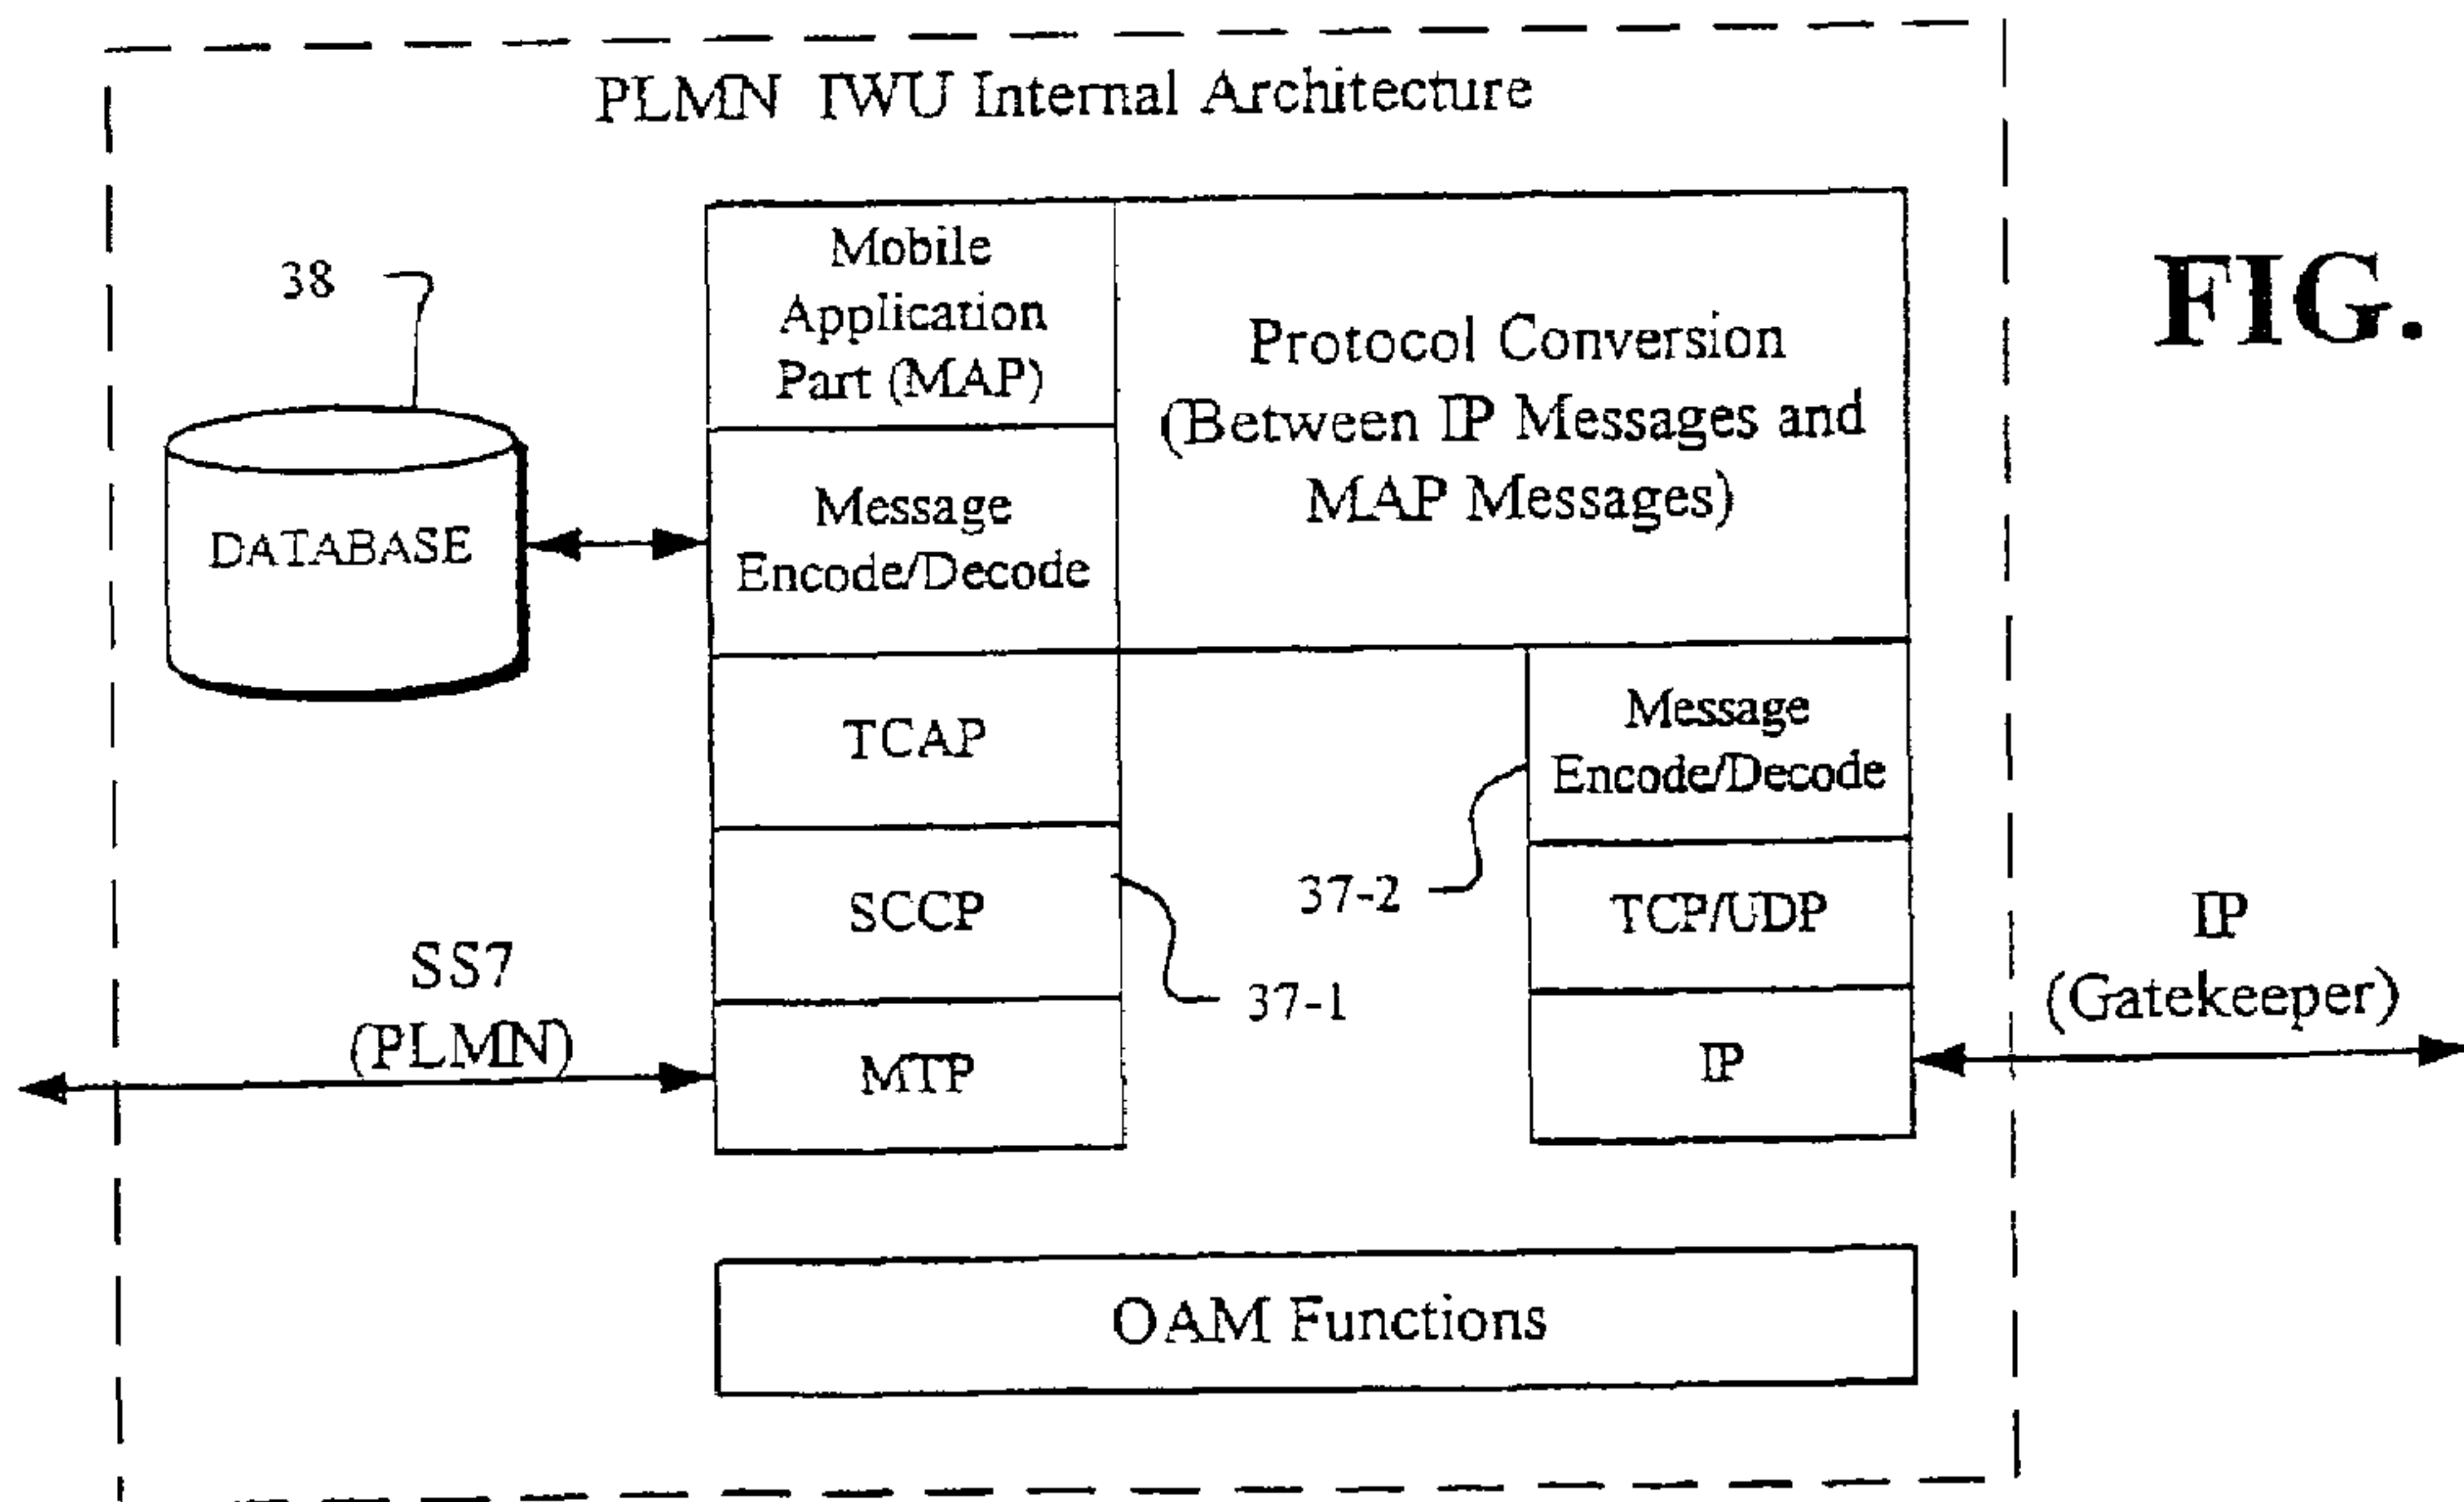 PLMN IWU Internal Architecture
38
DATABASE
Mobile
Application
Part (MAP)
Message
Encode/Decode
TCAP
SCCP
MTP
Protocol Conversion
(Between IP Messages and
MAP Messages)
Message
Encode/Decode
TCP/UDP
IP
37-2
37-1
SS7
(PLMN)
IP
(Gatekeeper)
OAM Functions
FIG.